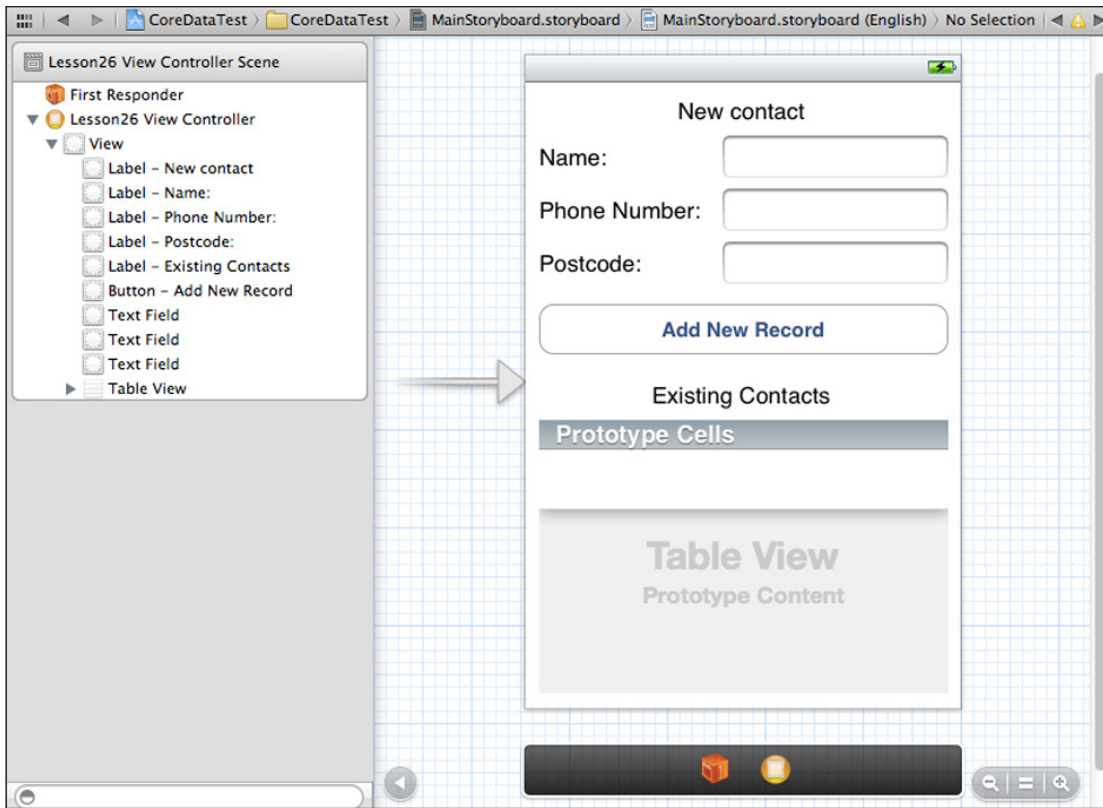 CoreDataTest CoreDataTest MainStoryboard.storyboard MainStoryboard.storyboard (English) No Selection
Lesson26 View Controller Scene
First Responder
Lesson26 View Controller
View
Label – New contact
Label – Name:
Label – Phone Number:
Label – Postcode:
Label – Existing Contacts
Button – Add New Record
Text Field
Text Field
Text Field
Table View
New contact
Name:
Phone Number:
Postcode:
Add New Record
Existing Contacts
Prototype Cells
Table View
Prototype Content